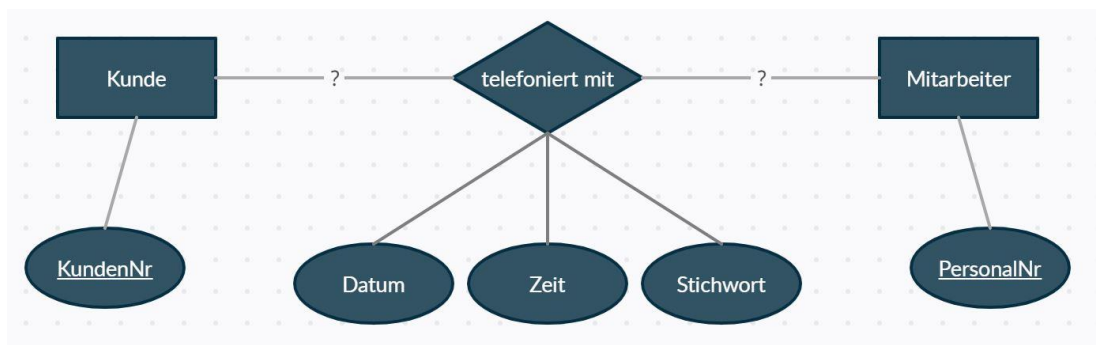 Kunde
?
telefoniert mit
?
Mitarbeiter
KundenNr
Datum
Zeit
Stichwort
PersonalNr